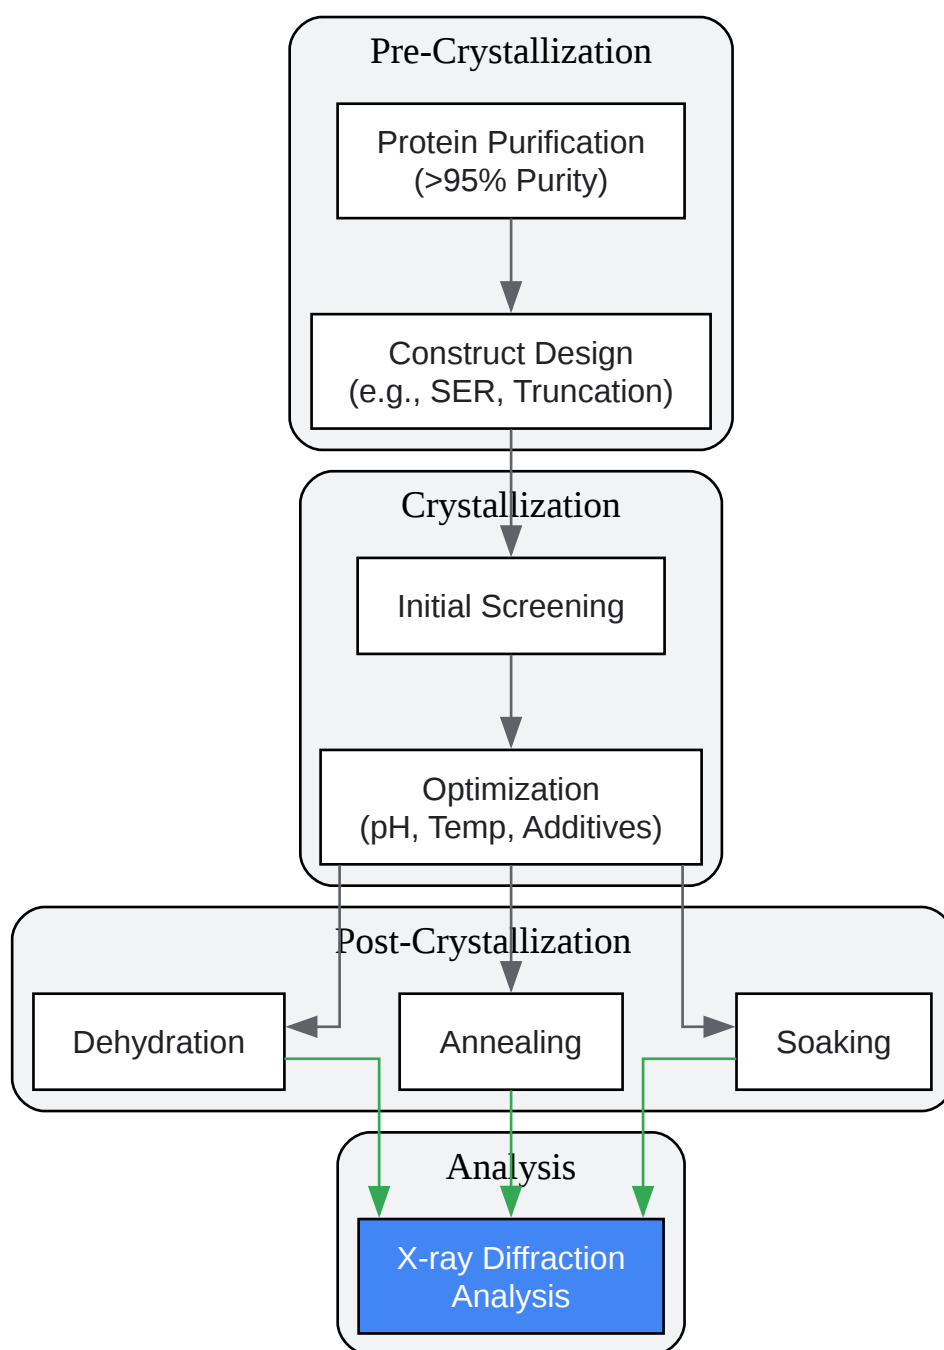 Pre-Crystallization
Protein Purification
(>95% Purity)
Construct Design
(e.g., SER, Truncation)
Crystallization
Initial Screening
Optimization
(pH, Temp, Additives)
Post-Crystallization
Dehydration
Annealing
Soaking
Analysis
X-ray Diffraction
Analysis